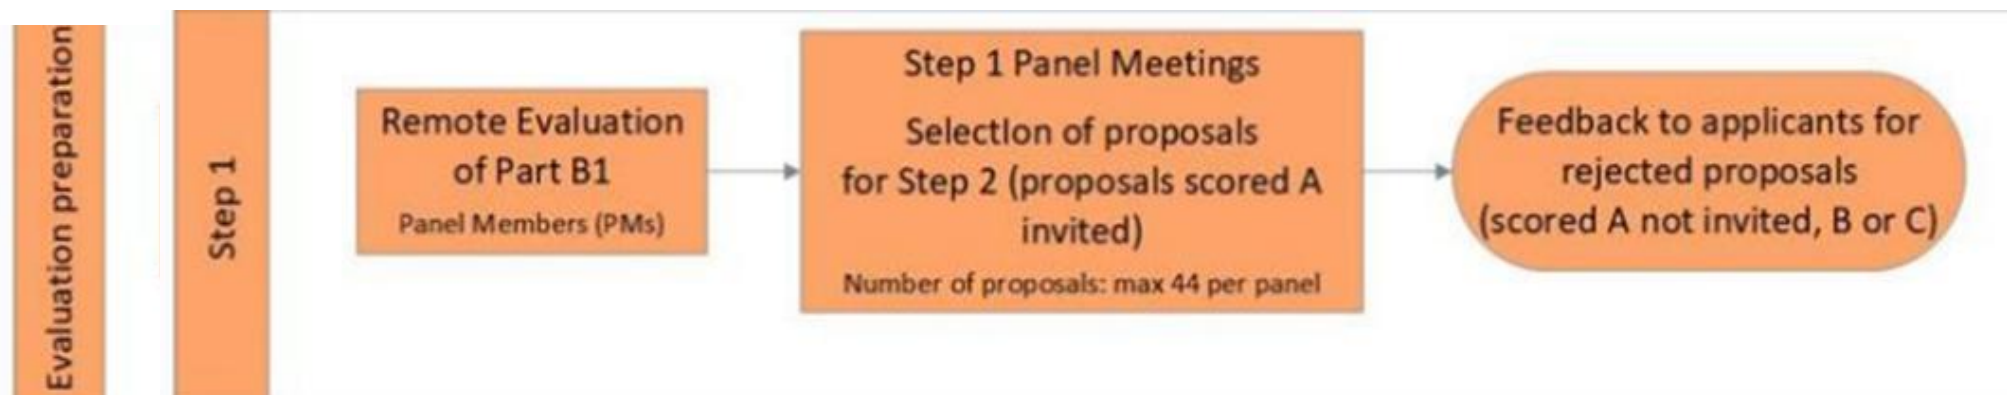 Evaluation preparation
Step 1
Remote Evaluation
of Part B1
Panel Members (PMs)
Step 1 Panel Meetings
Selection of proposals
for Step 2 (proposals scored A
invited)
Number of proposals: max 44 per panel
Feedback to applicants for
rejected proposals
(scored A not invited, B or C)